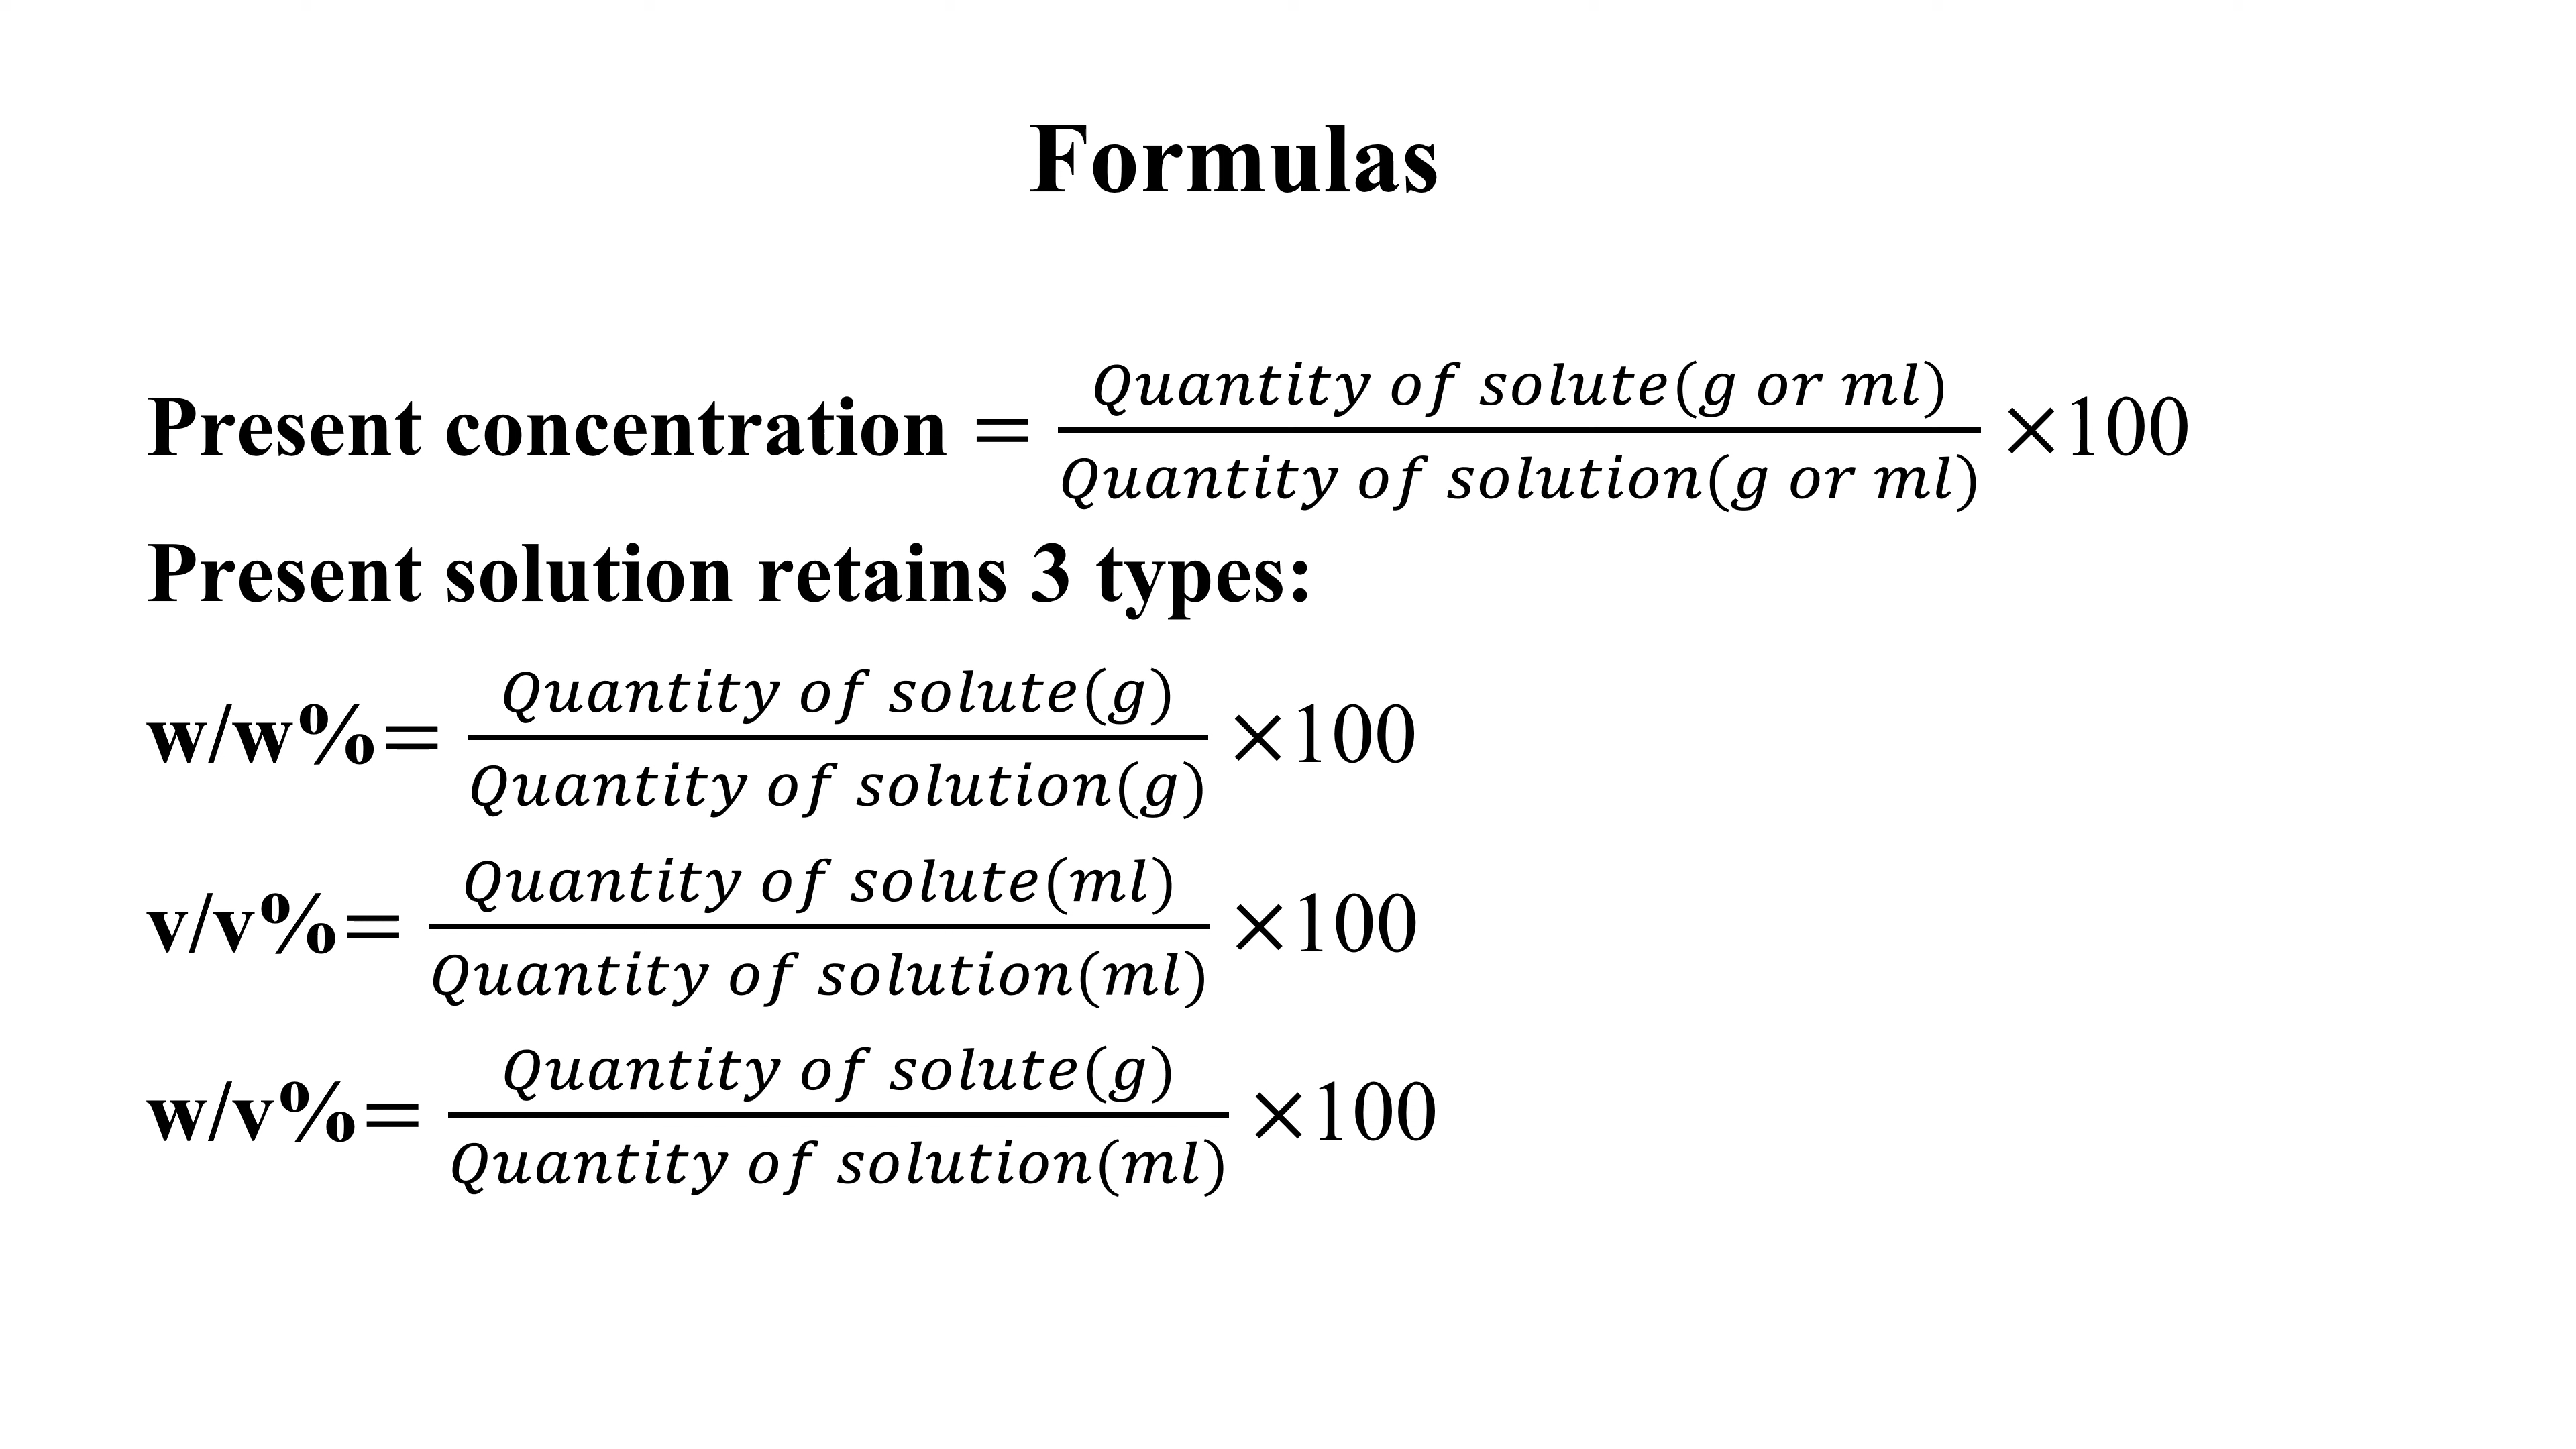 Formulas
Present concentration = Quantity of solute(g or ml) / Quantity of solution(g or ml) ×100
Present solution retains 3 types:
w/w%= Quantity of solute(g) / Quantity of solution(g) ×100
v/v%= Quantity of solute(ml) / Quantity of solution(ml) ×100
w/v%= Quantity of solute(g) / Quantity of solution(ml) ×100